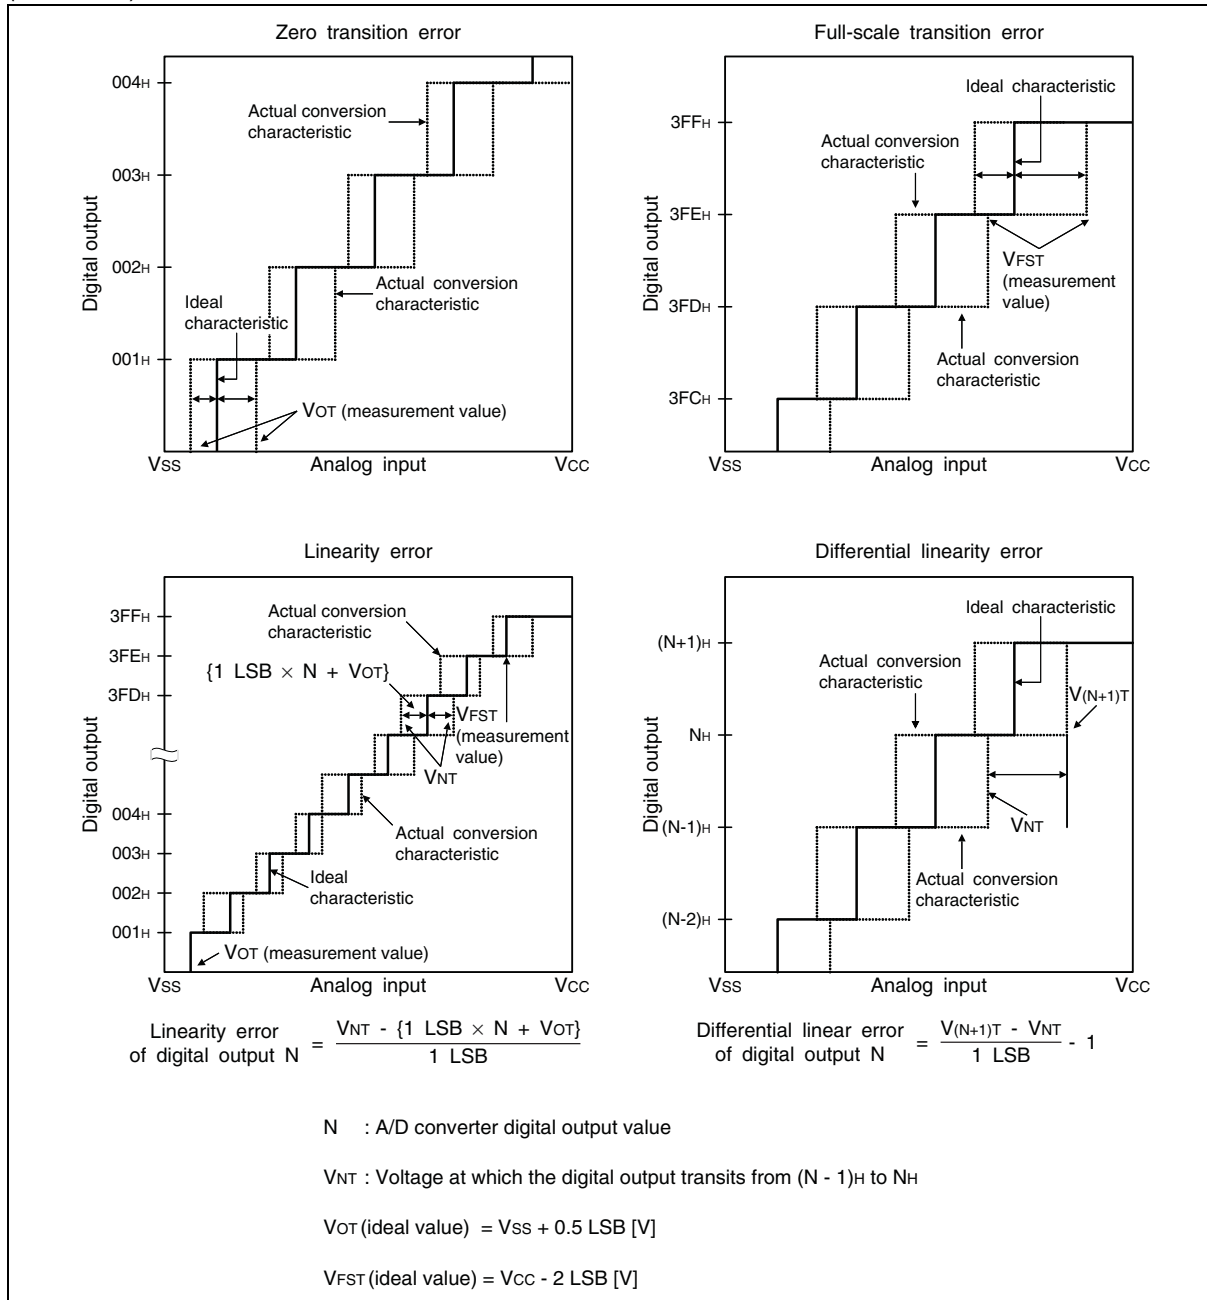 Zero transition error
004H
003H
002H
001H
Digital output
Actual conversion
characteristic
Actual conversion
characteristic
Ideal
characteristic
VOT (measurement value)
VSS
Analog input
VCC
Full-scale transition error
3FFH
3FEH
3FDH
3FCH
Digital output
Ideal characteristic
Actual conversion
characteristic
VFST
(measurement
value)
Actual conversion
characteristic
VSS
Analog input
VCC
Linearity error
3FFH
3FEH
3FDH
004H
003H
002H
001H
Digital output
Actual conversion
characteristic
{1 LSB × N + VOT}
VFST
(measurement
value)
VNT
Actual conversion
characteristic
Ideal
characteristic
VOT (measurement value)
VSS
Analog input
VCC
Differential linearity error
(N+1)H
NH
(N-1)H
(N-2)H
Digital output
Ideal characteristic
Actual conversion
characteristic
V(N+1)T
VNT
Actual conversion
characteristic
VSS
Analog input
VCC
Linearity error
of digital output N
=
VNT - {1 LSB × N + VOT}
1 LSB
Differential linear error
of digital output N
=
V(N+1)T - VNT
1 LSB
- 1
N : A/D converter digital output value
VNT : Voltage at which the digital output transits from (N - 1)H to NH
VOT (ideal value) = VSS + 0.5 LSB [V]
VFST (ideal value) = VCC - 2 LSB [V]